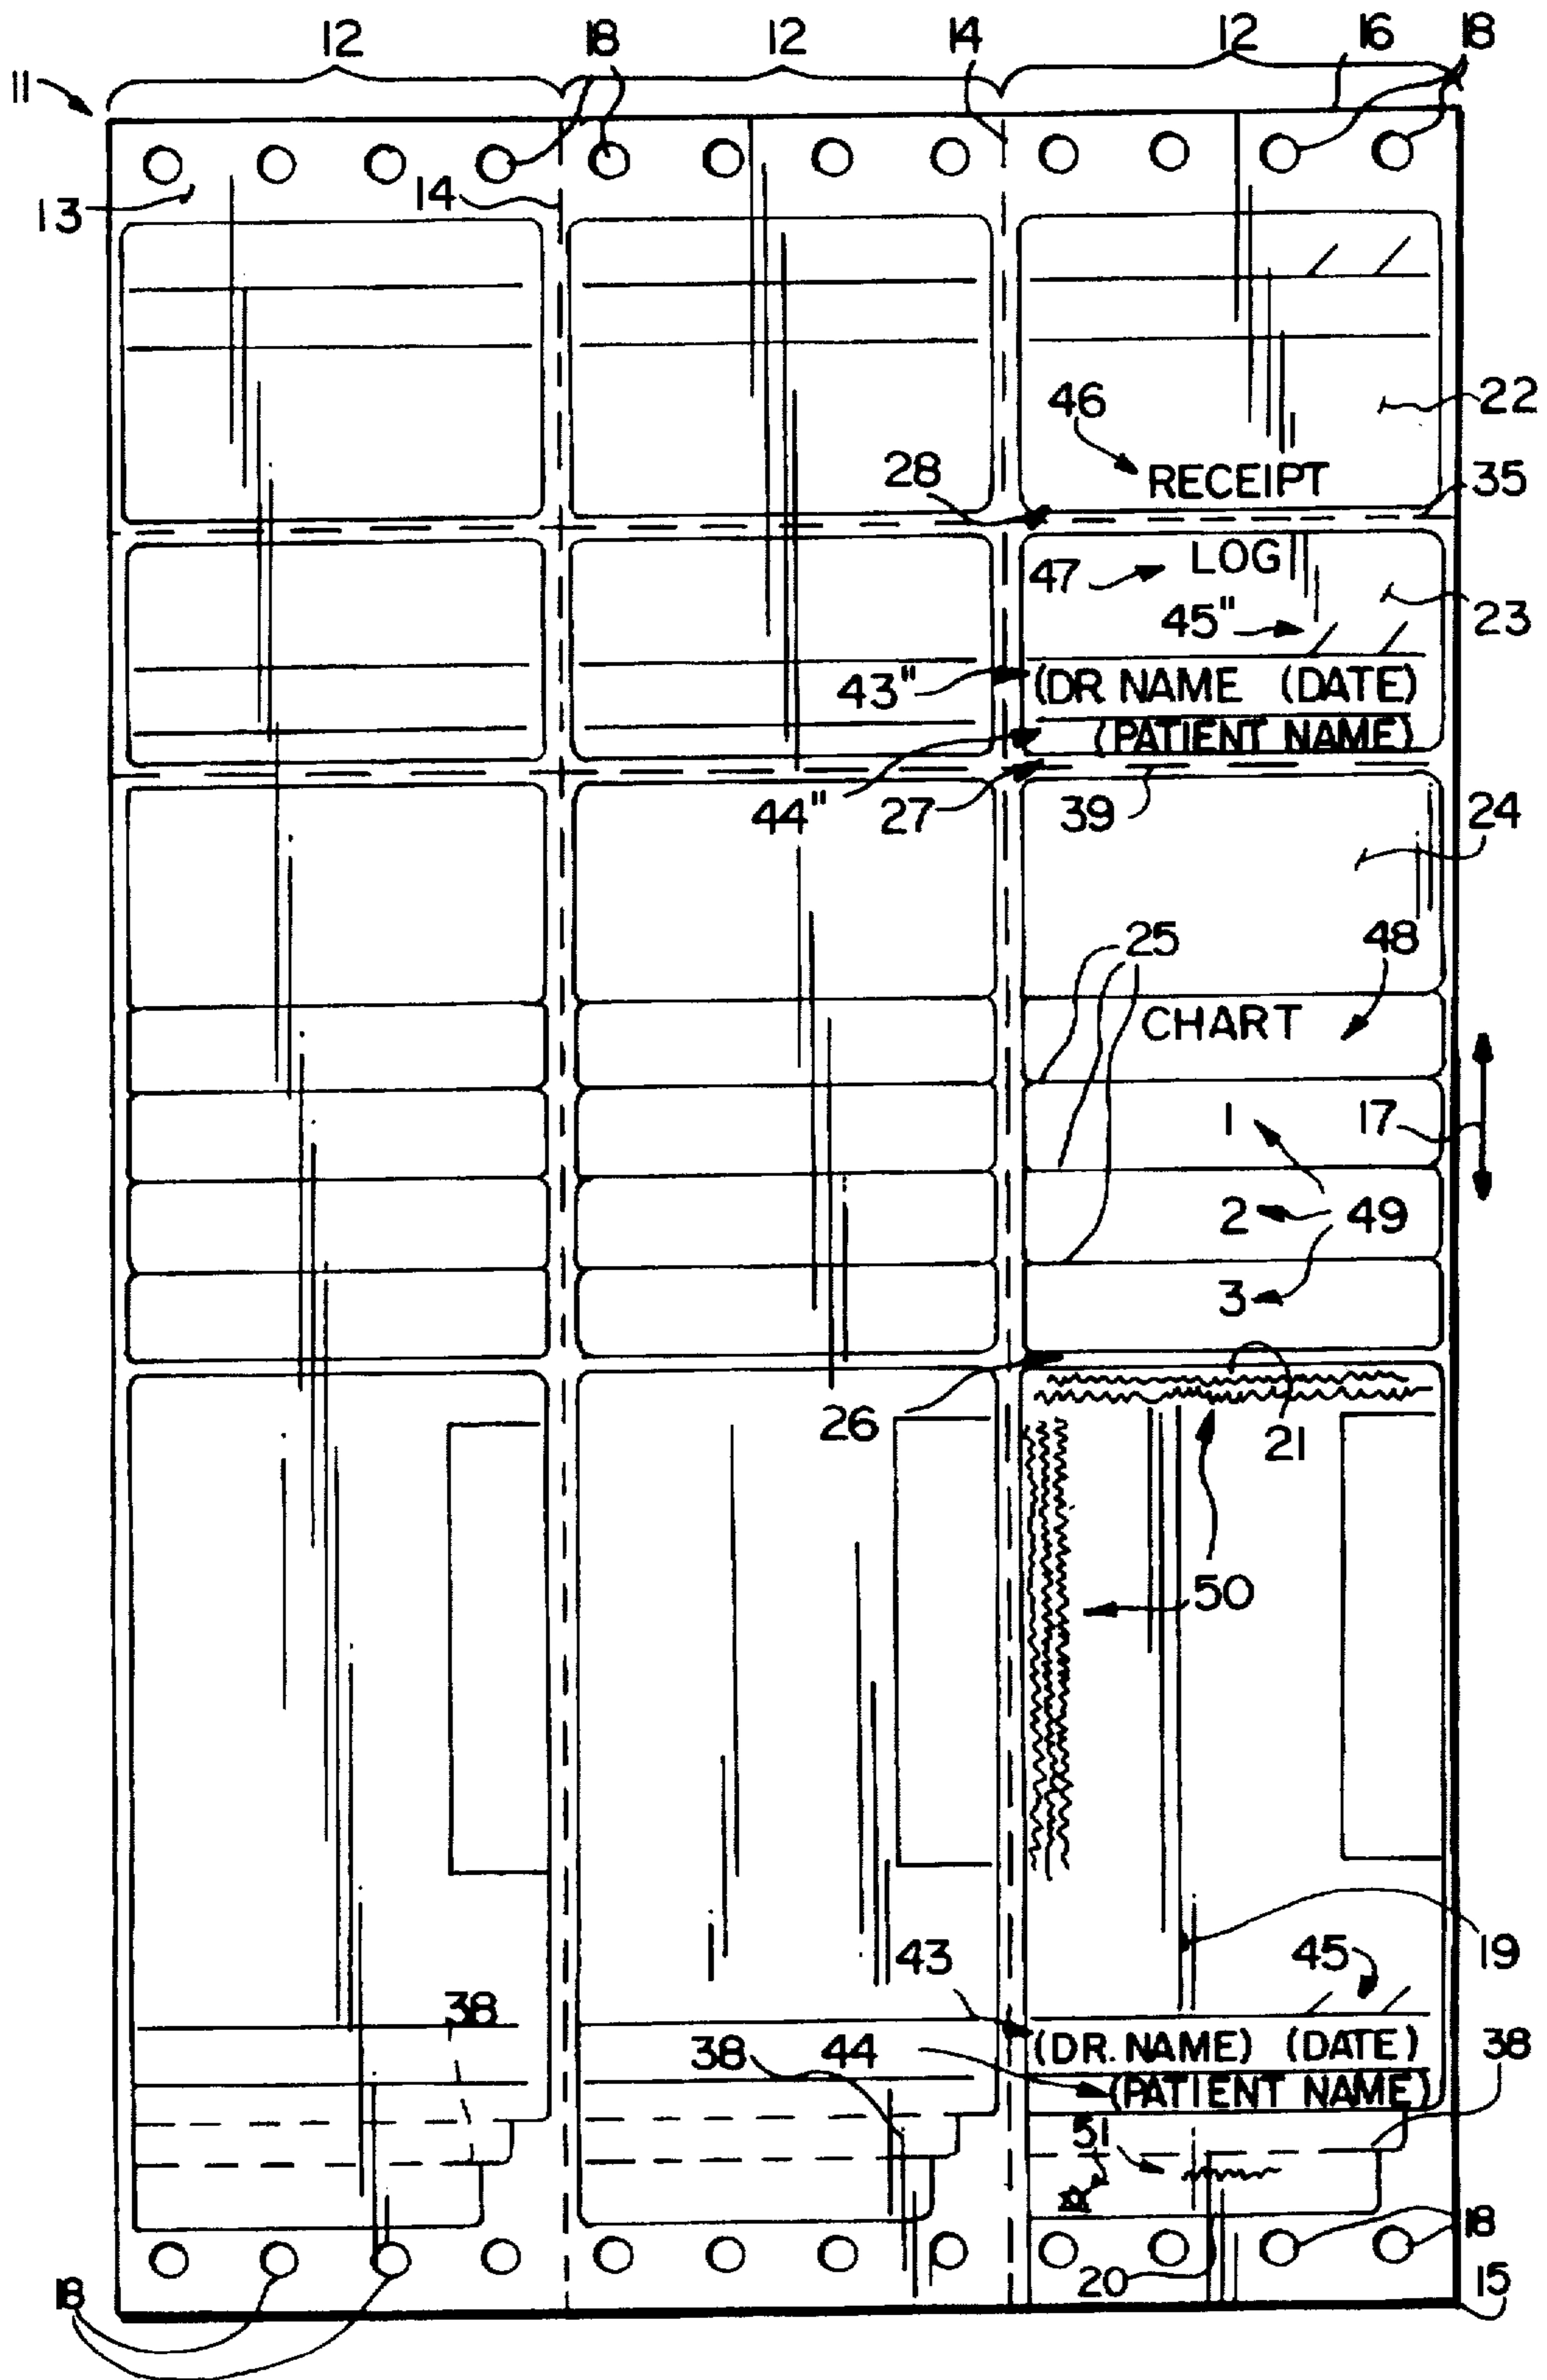 12 18 12 14 12 16 18
11
13 14
22
46
28 RECEIPT 35
47 LOG
45" 23
43" (DR. NAME (DATE)
(PATIENT NAME)
44" 27 39 24
25 48
CHART
1 17
2 49
3
26 21
50
43 45 19
38 (DR. NAME) (DATE) 38
38 44 (PATIENT NAME)
51
18
18 20 15